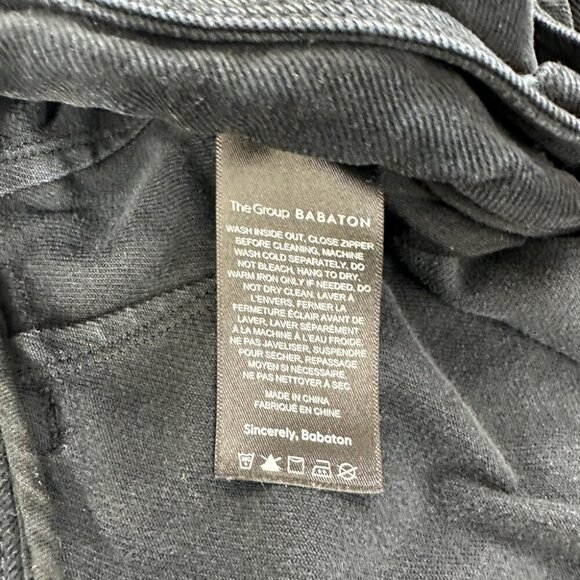 The Group BABATON
WASH INSIDE OUT, CLOSE ZIPPER
BEFORE CLEANING, MACHINE
WASH COLD SEPARATELY, DO
NOT BLEACH, HANG TO DRY,
WARM IRON ONLY IF NEEDED, DO
NOT DRY CLEAN. LAVER À
L'ENVERS, FERMER LA
FERMETURE ÉCLAIR AVANT DE
LAVER, LAVER SÉPARÉMENT
À LA MACHINE À L'EAU FROIDE,
NE PAS JAVELISER, SUSPENDRE
POUR SÉCHER, REPASSAGE
MOYEN SI NÉCESSAIRE,
NE PAS NETTOYER À SEC
MADE IN CHINA
FABRIQUÉ EN CHINE
Sincerely, Babaton